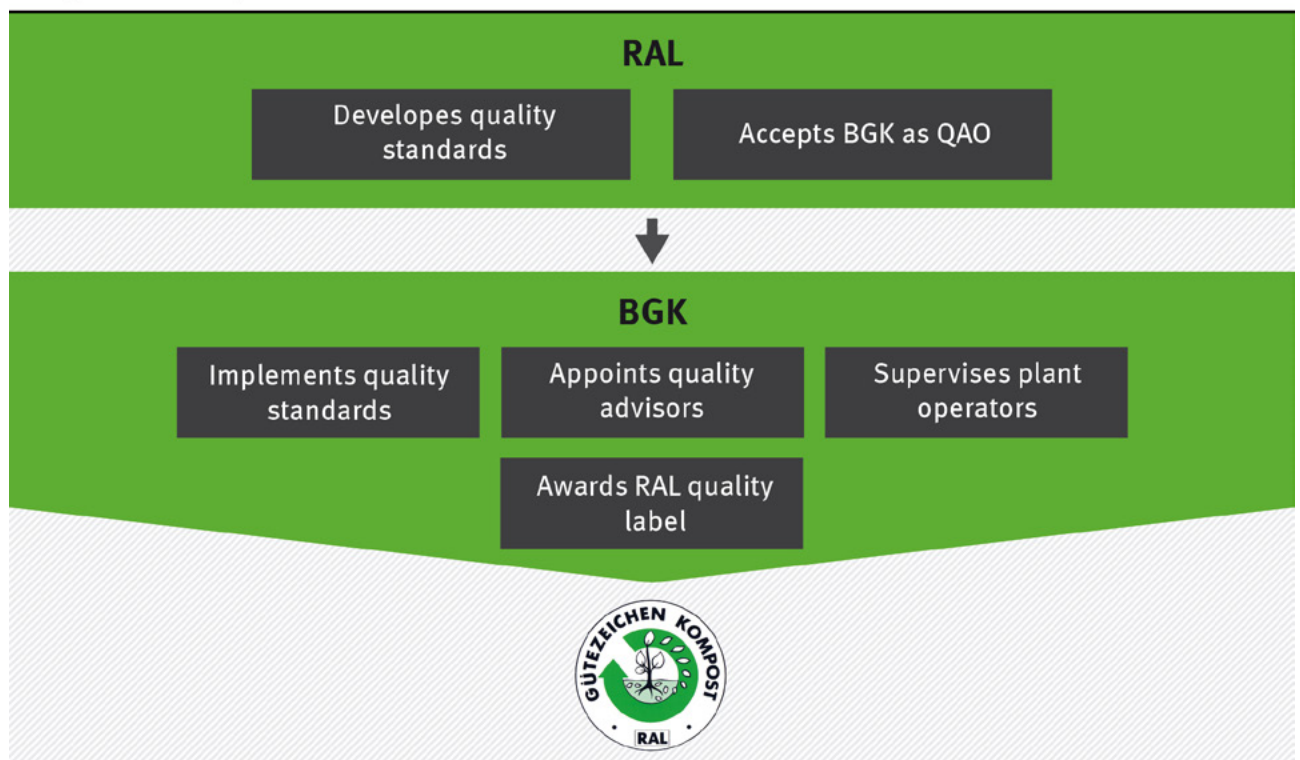 RAL
Developes quality
standards
Accepts BGK as QAO
BGK
Implements quality
standards
Appoints quality
advisors
Supervises plant
operators
Awards RAL quality
label
GÜTEZEICHEN KOMPOST
RAL